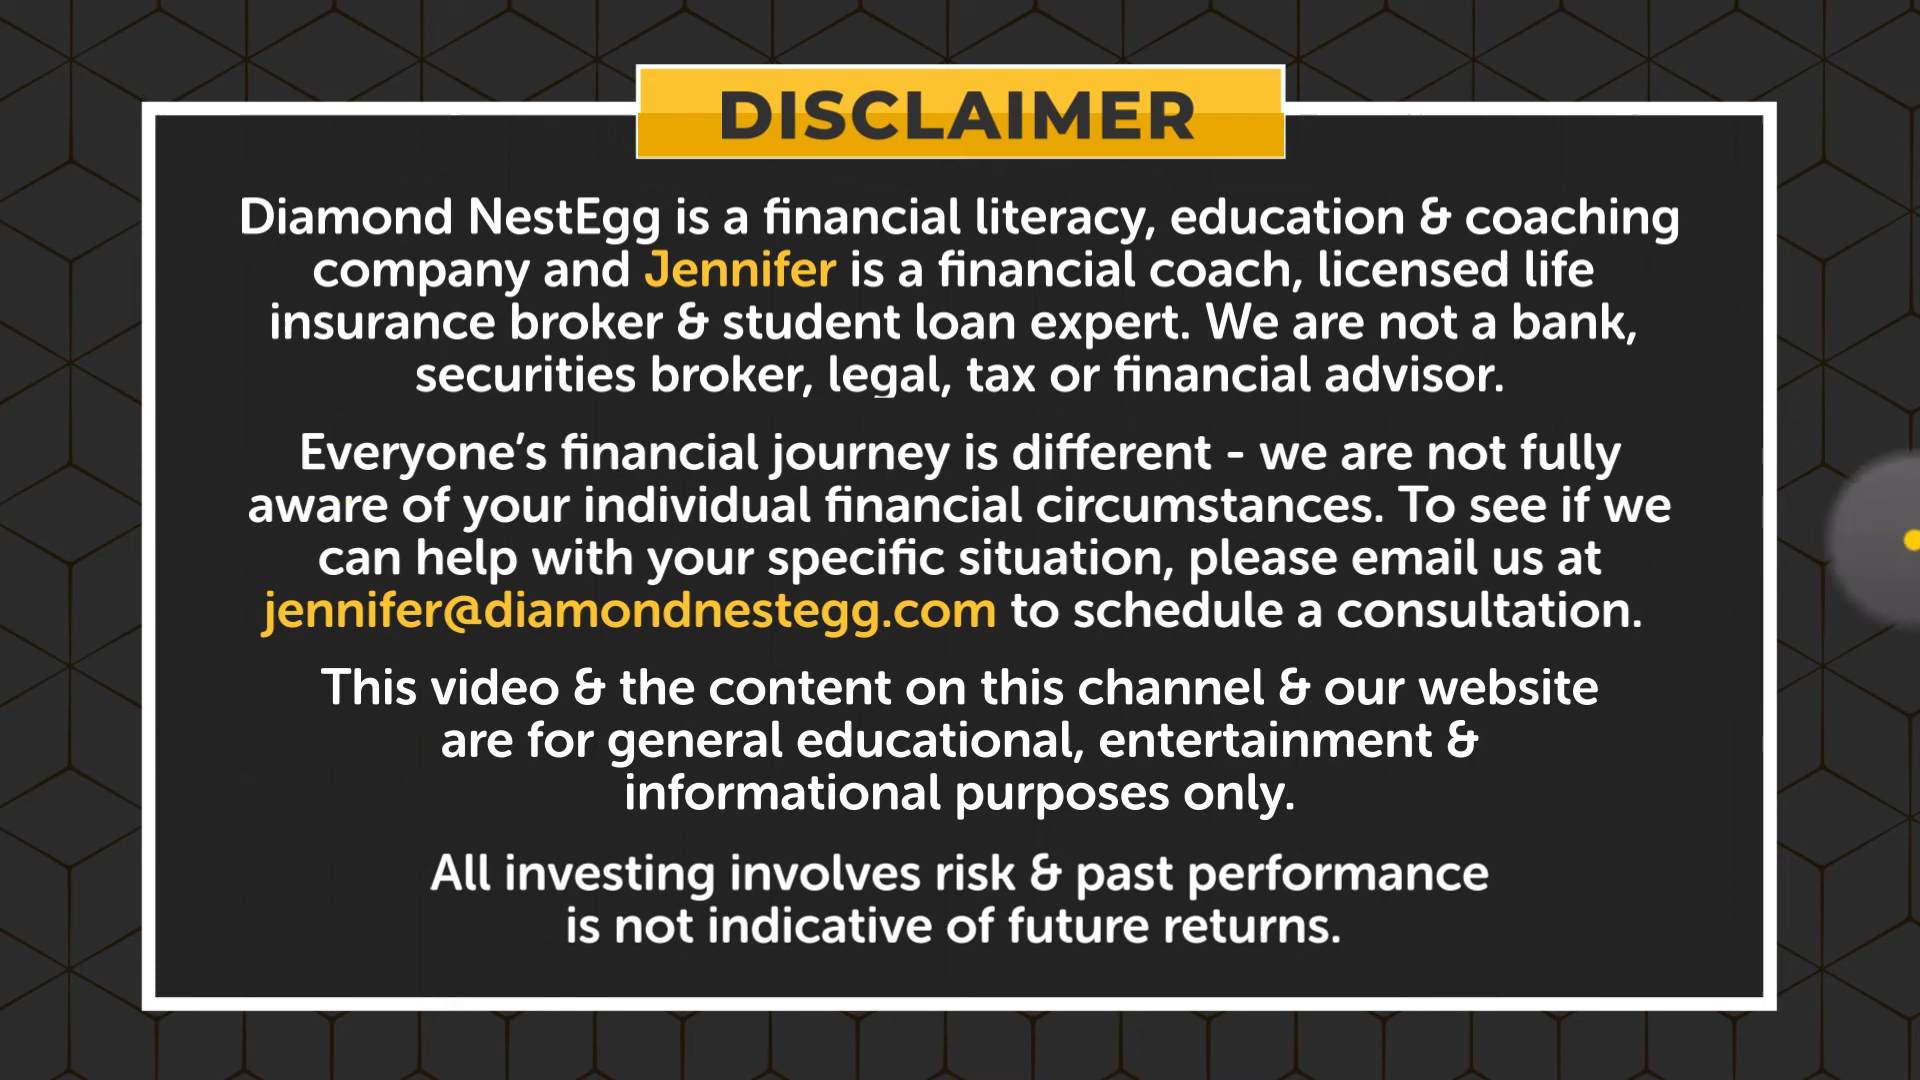 DISCLAIMER
Diamond NestEgg is a financial literacy, education & coaching
company and Jennifer is a financial coach, licensed life
insurance broker & student loan expert. We are not a bank,
securities broker, legal, tax or financial advisor.
Everyone’s financial journey is different - we are not fully
aware of your individual financial circumstances. To see if we
can help with your specific situation, please email us at
jennifer@diamondnestegg.com to schedule a consultation.
This video & the content on this channel & our website
are for general educational, entertainment &
informational purposes only.
All investing involves risk & past performance
is not indicative of future returns.